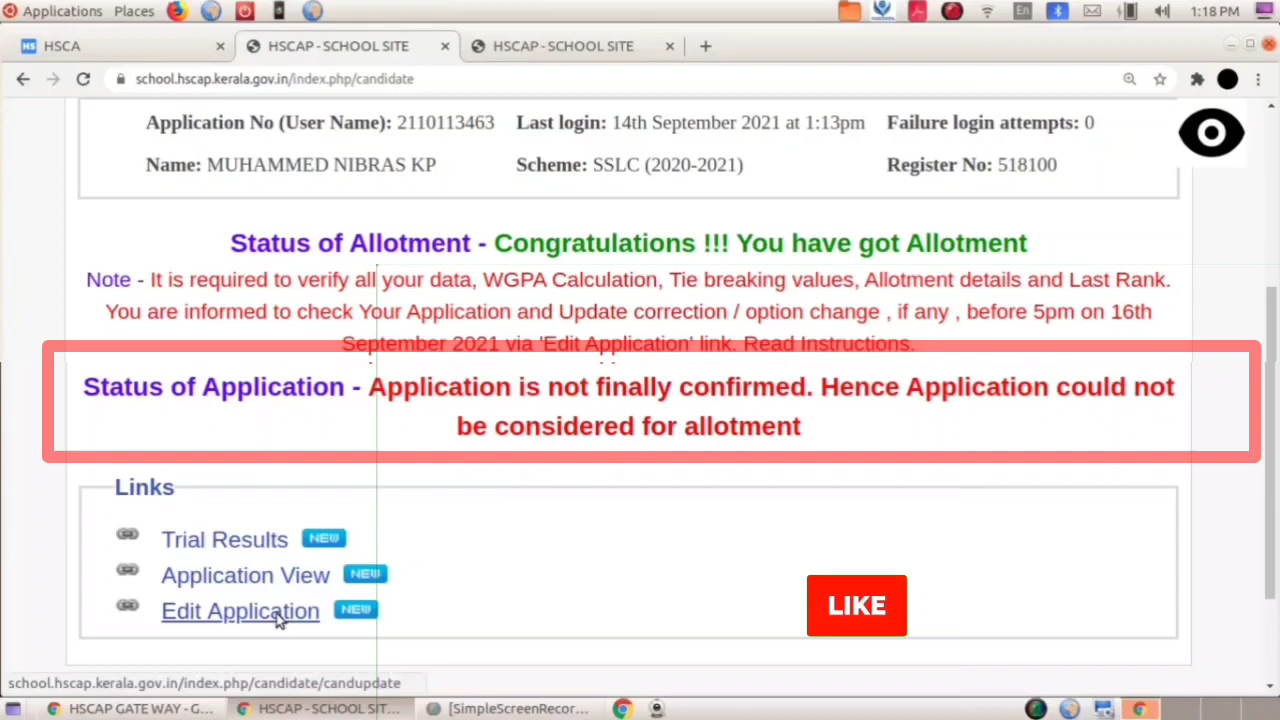 Applications Places En 1:18 PM
HS HSCA × HSCAP - SCHOOL SITE × HSCAP - SCHOOL SITE × +
school.hscap.kerala.gov.in/index.php/candidate
Application No (User Name): 2110113463 Last login: 14th September 2021 at 1:13pm Failure login attempts: 0
Name: MUHAMMED NIBRAS KP Scheme: SSLC (2020-2021) Register No: 518100
Status of Allotment - Congratulations !!! You have got Allotment
Note - It is required to verify all your data, WGPA Calculation, Tie breaking values, Allotment details and Last Rank.
You are informed to check Your Application and Update correction / option change , if any , before 5pm on 16th
September 2021 via 'Edit Application' link. Read Instructions.
Status of Application - Application is not finally confirmed. Hence Application could not
be considered for allotment
Links
Trial Results NEW
Application View NEW
Edit Application NEW
LIKE
school.hscap.kerala.gov.in/index.php/candidate/candupdate
HSCAP GATE WAY - G... HSCAP - SCHOOL SIT... [SimpleScreenRecor...